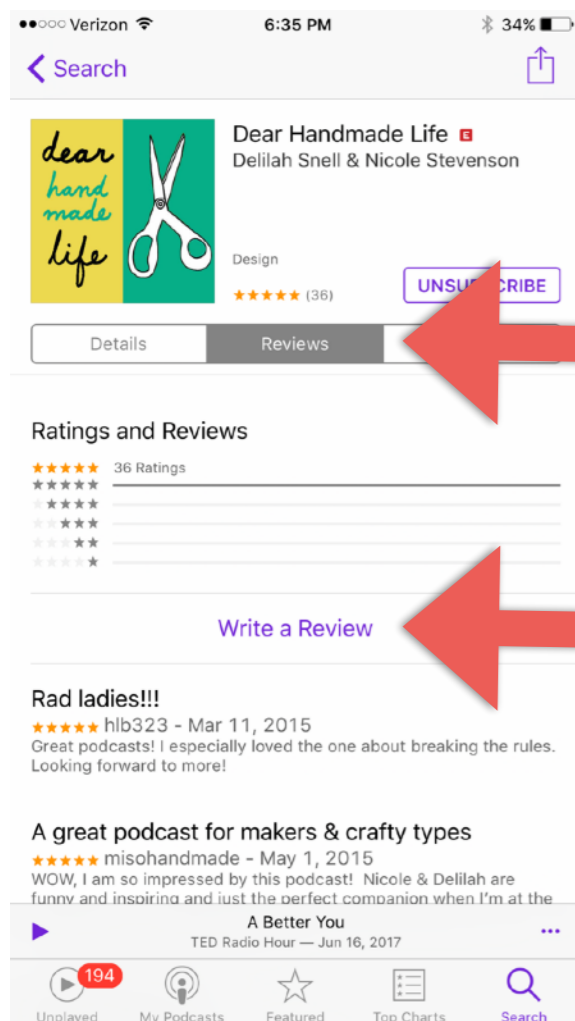 Verizon 6:35 PM 34%
Search
dear
hand
made
life
Dear Handmade Life E
Delilah Snell & Nicole Stevenson
Design
(36)
Details Reviews
Ratings and Reviews
36 Ratings
Write a Review
Rad ladies!!!
hlb323 - Mar 11, 2015
Great podcasts! I especially loved the one about breaking the rules.
Looking forward to more!
A great podcast for makers & crafty types
misohandmade - May 1, 2015
WOW, I am so impressed by this podcast! Nicole & Delilah are
funny and inspiring and just the perfect companion when I'm at the
A Better You
TED Radio Hour — Jun 16, 2017
194
Unplayed My Podcasts Featured Top Charts Search